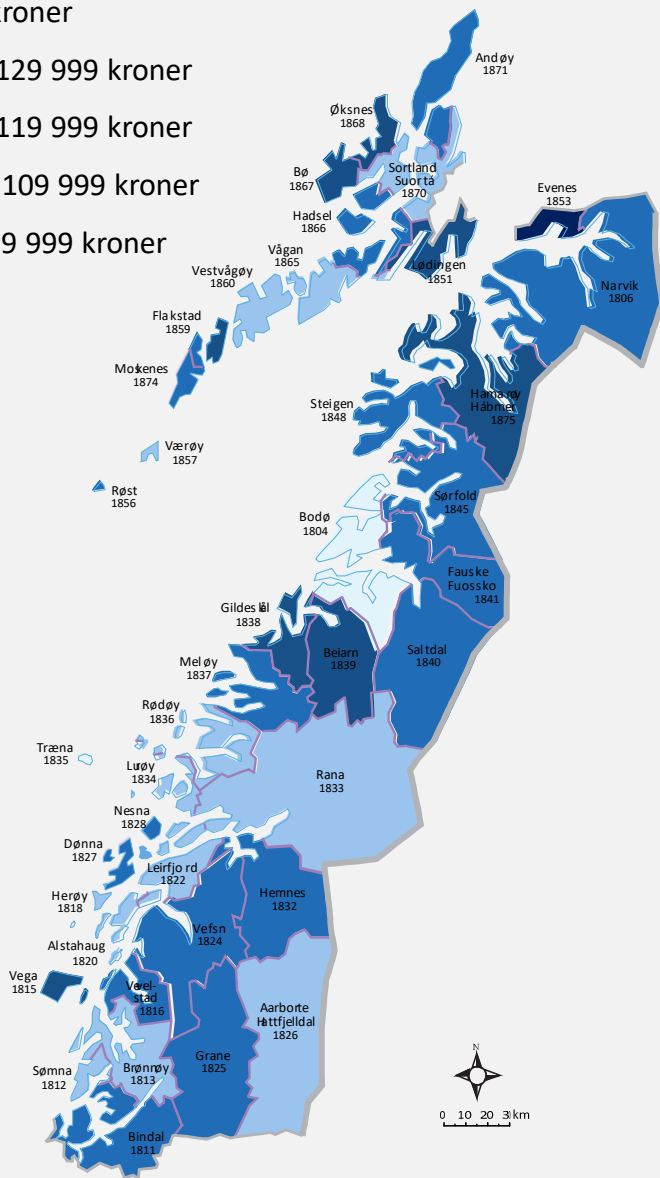 kroner
129 999 kroner
119 999 kroner
109 999 kroner
9 999 kroner
Andøy
1871
Øksnes
1868
Bø
1867
Sortland
Suortá
1870
Hadsel
1866
Evenes
1853
Vågan
1865
Lødingen
1851
Vestvågøy
1860
Narvik
1806
Flakstad
1859
Moskenes
1874
Steigen
1848
Hamarøy
Hábmer
1875
Værøy
1857
Røst
1856
Bodø
1804
Sørfold
1845
Fauske
Fuossko
1841
Gildeskål
1838
Beiarn
1839
Saltdal
1840
Meløy
1837
Rødøy
1836
Træna
1835
Lurøy
1834
Rana
1833
Nesna
1828
Dønna
1827
Leirfjord
1822
Herøy
1818
Hemnes
1832
Vefsn
1824
Alstahaug
1820
Vega
1815
Vevel-
stad
1816
Aarborte
Hattfjelldal
1826
Sømna
1812
Brønnøy
1813
Grane
1825
Bindal
1811
N
0 10 20 30 km